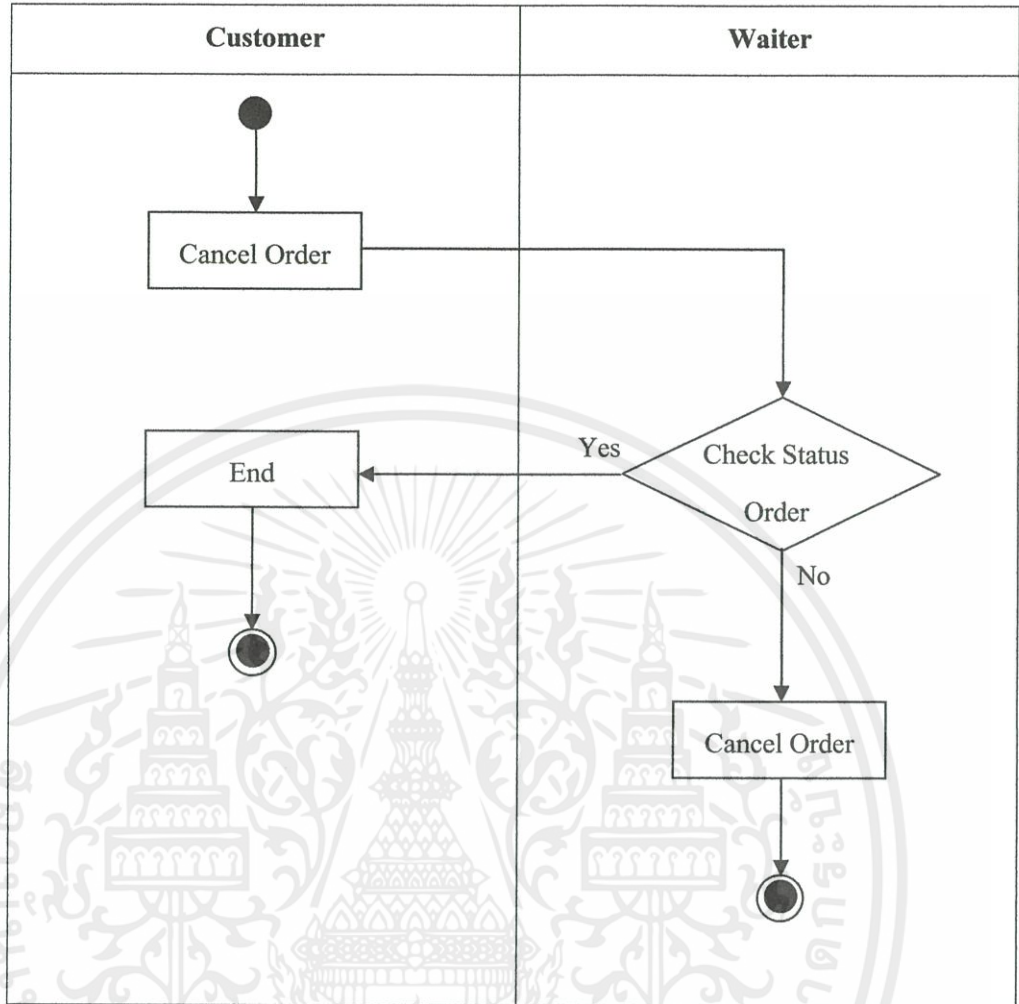 Customer
Waiter
Cancel Order
Yes
Check Status
End
Order
No
Cancel Order